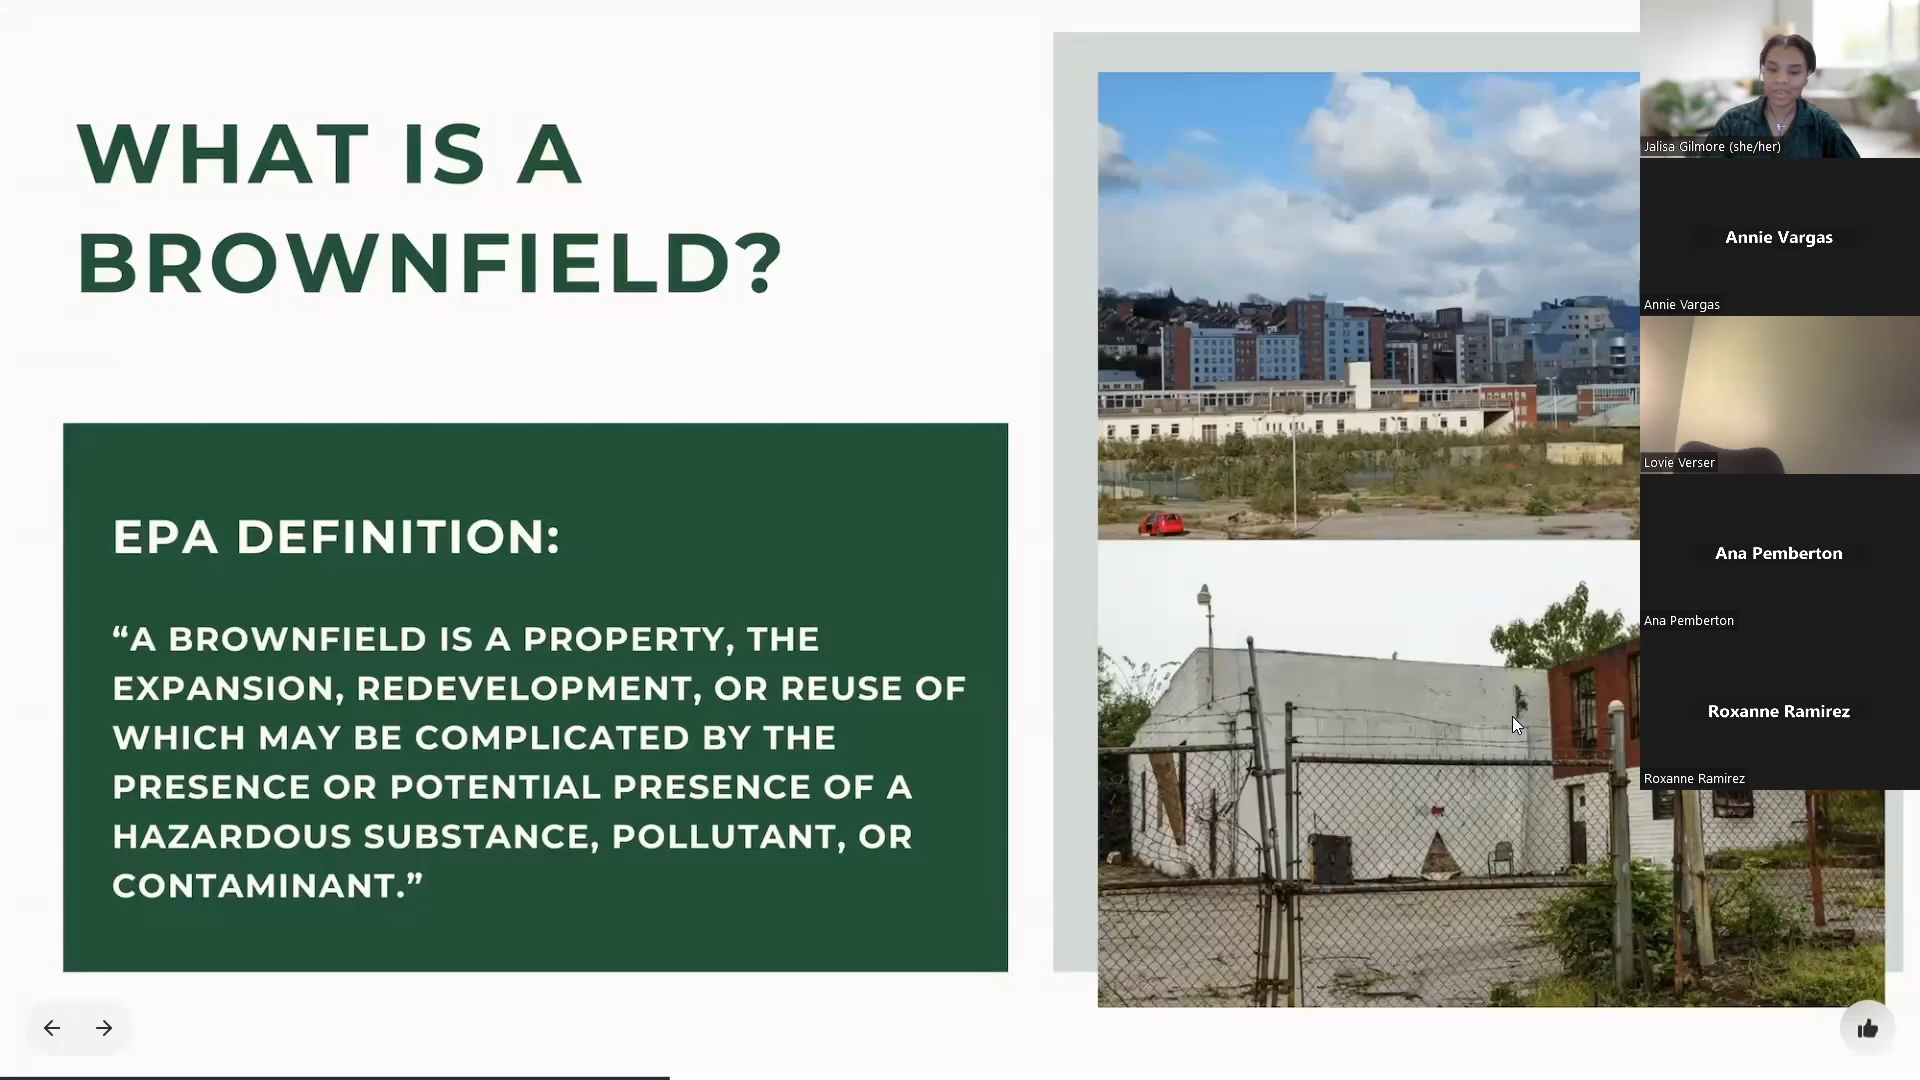 WHAT IS A
BROWNFIELD?
EPA DEFINITION:
“A BROWNFIELD IS A PROPERTY, THE
EXPANSION, REDEVELOPMENT, OR REUSE OF
WHICH MAY BE COMPLICATED BY THE
PRESENCE OR POTENTIAL PRESENCE OF A
HAZARDOUS SUBSTANCE, POLLUTANT, OR
CONTAMINANT.”
Jalisa Gilmore (she/her)
Annie Vargas
Annie Vargas
Lovie Verser
Ana Pemberton
Ana Pemberton
Roxanne Ramirez
Roxanne Ramirez